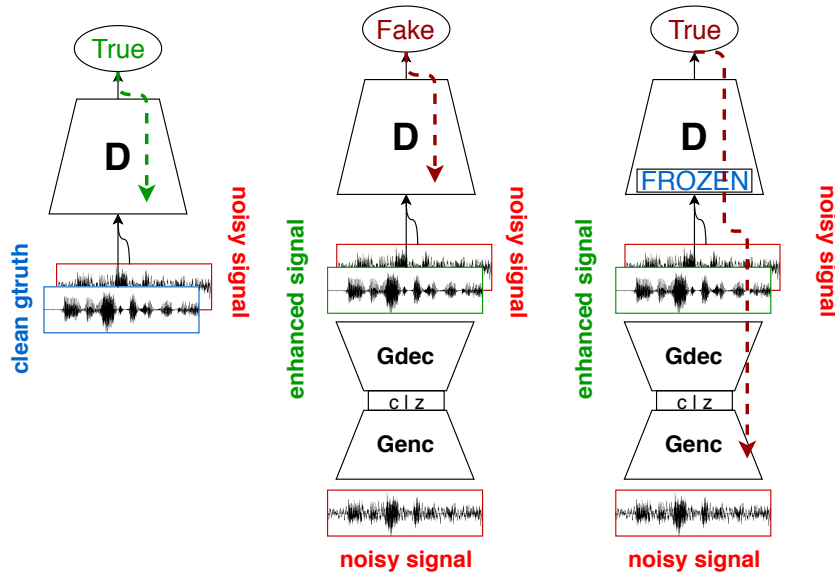 True
D
noisy signal
clean gtruth
Fake
D
noisy signal
enhanced signal
Gdec
c | z
Genc
noisy signal
True
D
FROZEN
noisy signal
enhanced signal
Gdec
c | z
Genc
noisy signal